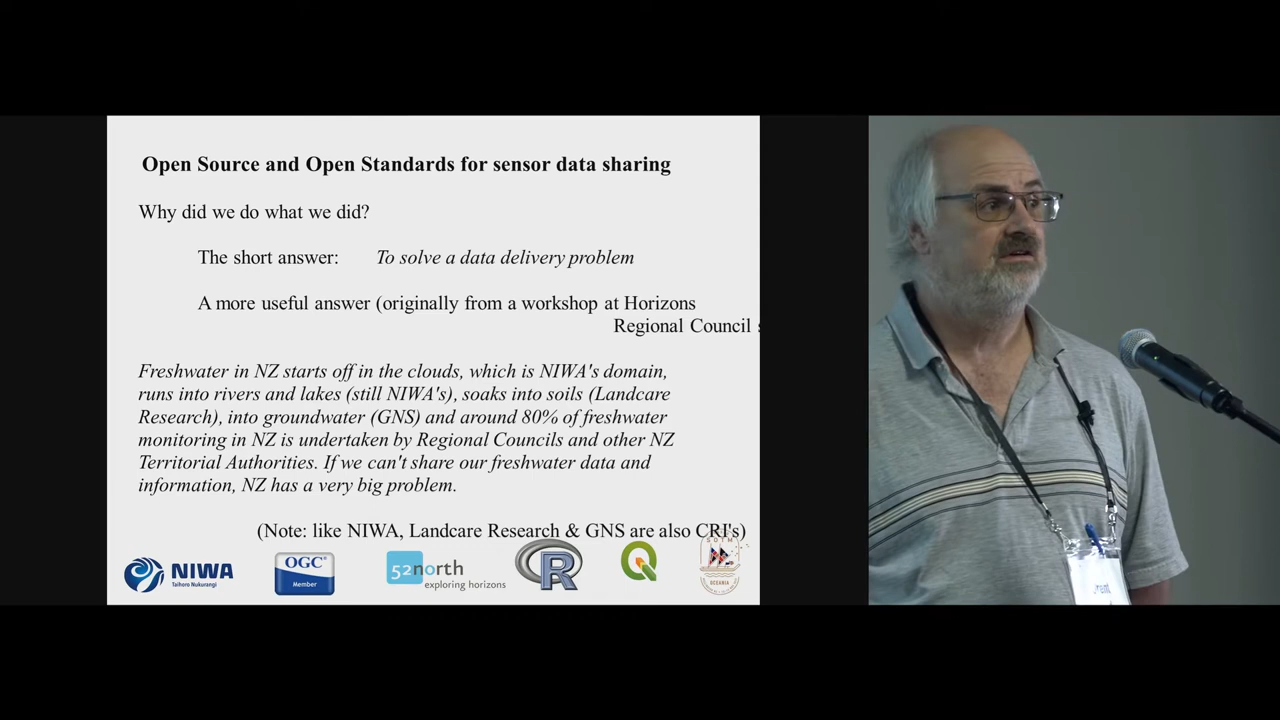 Open Source and Open Standards for sensor data sharing
Why did we do what we did?
The short answer: To solve a data delivery problem
A more useful answer (originally from a workshop at Horizons
Regional Council
Freshwater in NZ starts off in the clouds, which is NIWA's domain,
runs into rivers and lakes (still NIWA's), soaks into soils (Landcare
Research), into groundwater (GNS) and around 80% of freshwater
monitoring in NZ is undertaken by Regional Councils and other NZ
Territorial Authorities. If we can't share our freshwater data and
information, NZ has a very big problem.
(Note: like NIWA, Landcare Research & GNS are also CRI's)
NIWA
Taihoro Nukurangi
OGC®
Member
52north
exploring horizons
R
SOTM
OCEANIA